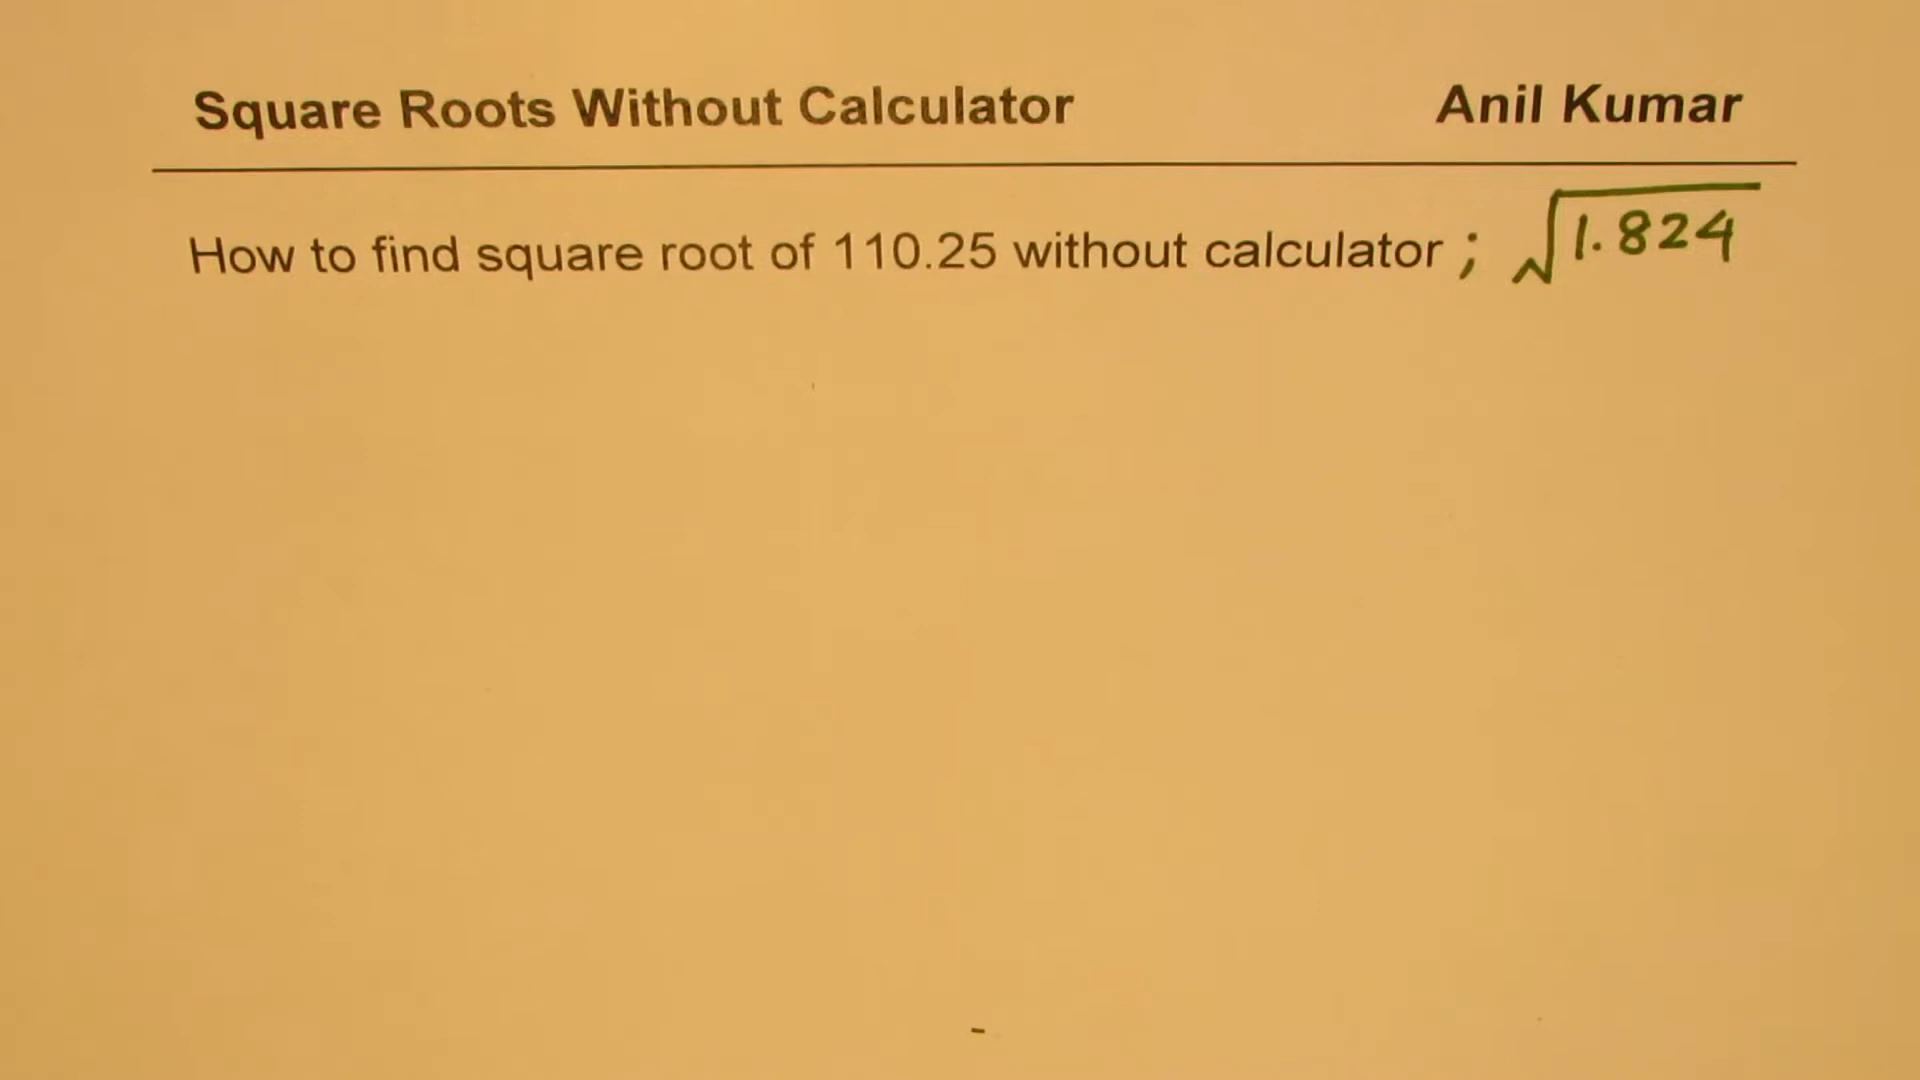 Square Roots Without Calculator Anil Kumar
How to find square root of 110.25 without calculator ; √1.824